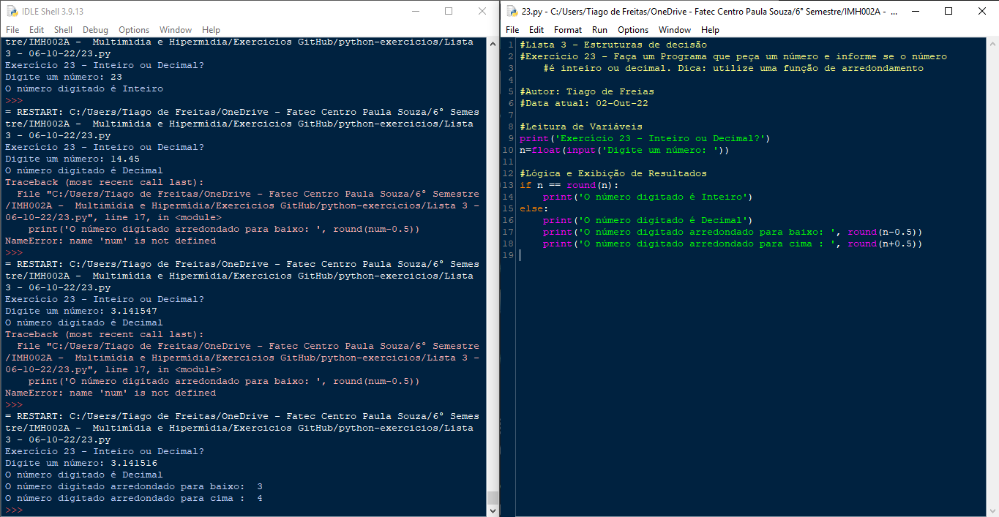 IDLE Shell 3.9.13
File Edit Shell Debug Options Window Help
tre/IMH002A -  Multimídia e Hipermídia/Exercicios GitHub/python-exercicios/Lista
3 - 06-10-22/23.py
Exercício 23 - Inteiro ou Decimal?
Digite um número: 23
O número digitado é Inteiro
>>>
= RESTART: C:/Users/Tiago de Freitas/OneDrive - Fatec Centro Paula Souza/6° Semes
tre/IMH002A -  Multimídia e Hipermídia/Exercicios GitHub/python-exercicios/Lista
3 - 06-10-22/23.py
Exercício 23 - Inteiro ou Decimal?
Digite um número: 14.45
O número digitado é Decimal
Traceback (most recent call last):
  File "C:/Users/Tiago de Freitas/OneDrive - Fatec Centro Paula Souza/6° Semestre
/IMH002A -  Multimídia e Hipermídia/Exercicios GitHub/python-exercicios/Lista 3 -
06-10-22/23.py", line 17, in <module>
    print('O número digitado arredondado para baixo: ', round(num-0.5))
NameError: name 'num' is not defined
>>>
= RESTART: C:/Users/Tiago de Freitas/OneDrive - Fatec Centro Paula Souza/6° Semes
tre/IMH002A -  Multimídia e Hipermídia/Exercicios GitHub/python-exercicios/Lista
3 - 06-10-22/23.py
Exercício 23 - Inteiro ou Decimal?
Digite um número: 3.141547
O número digitado é Decimal
Traceback (most recent call last):
  File "C:/Users/Tiago de Freitas/OneDrive - Fatec Centro Paula Souza/6° Semestre
/IMH002A -  Multimídia e Hipermídia/Exercicios GitHub/python-exercicios/Lista 3 -
06-10-22/23.py", line 17, in <module>
    print('O número digitado arredondado para baixo: ', round(num-0.5))
NameError: name 'num' is not defined
>>>
= RESTART: C:/Users/Tiago de Freitas/OneDrive - Fatec Centro Paula Souza/6° Semes
tre/IMH002A -  Multimídia e Hipermídia/Exercicios GitHub/python-exercicios/Lista
3 - 06-10-22/23.py
Exercício 23 - Inteiro ou Decimal?
Digite um número: 3.141516
O número digitado é Decimal
O número digitado arredondado para baixo:  3
O número digitado arredondado para cima :  4
>>>
23.py - C:/Users/Tiago de Freitas/OneDrive - Fatec Centro Paula Souza/6° Semestre/IMH002A - ...
File Edit Format Run Options Window Help
1 #Lista 3 - Estruturas de decisão
2 #Exercício 23 - Faça um Programa que peça um número e informe se o número
3     #é inteiro ou decimal. Dica: utilize uma função de arredondamento
4
5 #Autor: Tiago de Freias
6 #Data atual: 02-Out-22
7
8 #Leitura de Variáveis
9 print('Exercício 23 - Inteiro ou Decimal?')
10 n=float(input('Digite um número: '))
11
12 #Lógica e Exibição de Resultados
13 if n == round(n):
14     print('O número digitado é Inteiro')
15 else:
16     print('O número digitado é Decimal')
17     print('O número digitado arredondado para baixo: ', round(n-0.5))
18     print('O número digitado arredondado para cima : ', round(n+0.5))
19